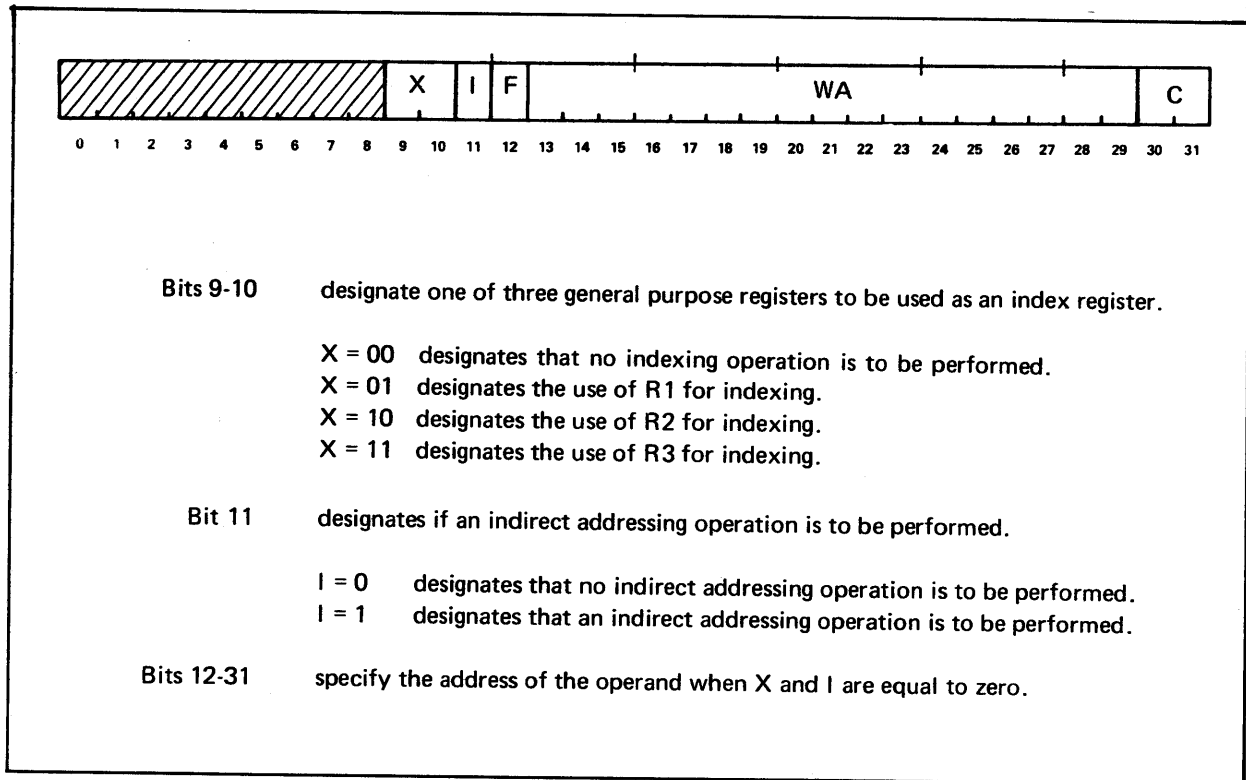 X I F WA C
0 1 2 3 4 5 6 7 8 9 10 11 12 13 14 15 16 17 18 19 20 21 22 23 24 25 26 27 28 29 30 31
Bits 9-10 designate one of three general purpose registers to be used as an index register.
X = 00 designates that no indexing operation is to be performed.
X = 01 designates the use of R1 for indexing.
X = 10 designates the use of R2 for indexing.
X = 11 designates the use of R3 for indexing.
Bit 11 designates if an indirect addressing operation is to be performed.
I = 0 designates that no indirect addressing operation is to be performed.
I = 1 designates that an indirect addressing operation is to be performed.
Bits 12-31 specify the address of the operand when X and I are equal to zero.